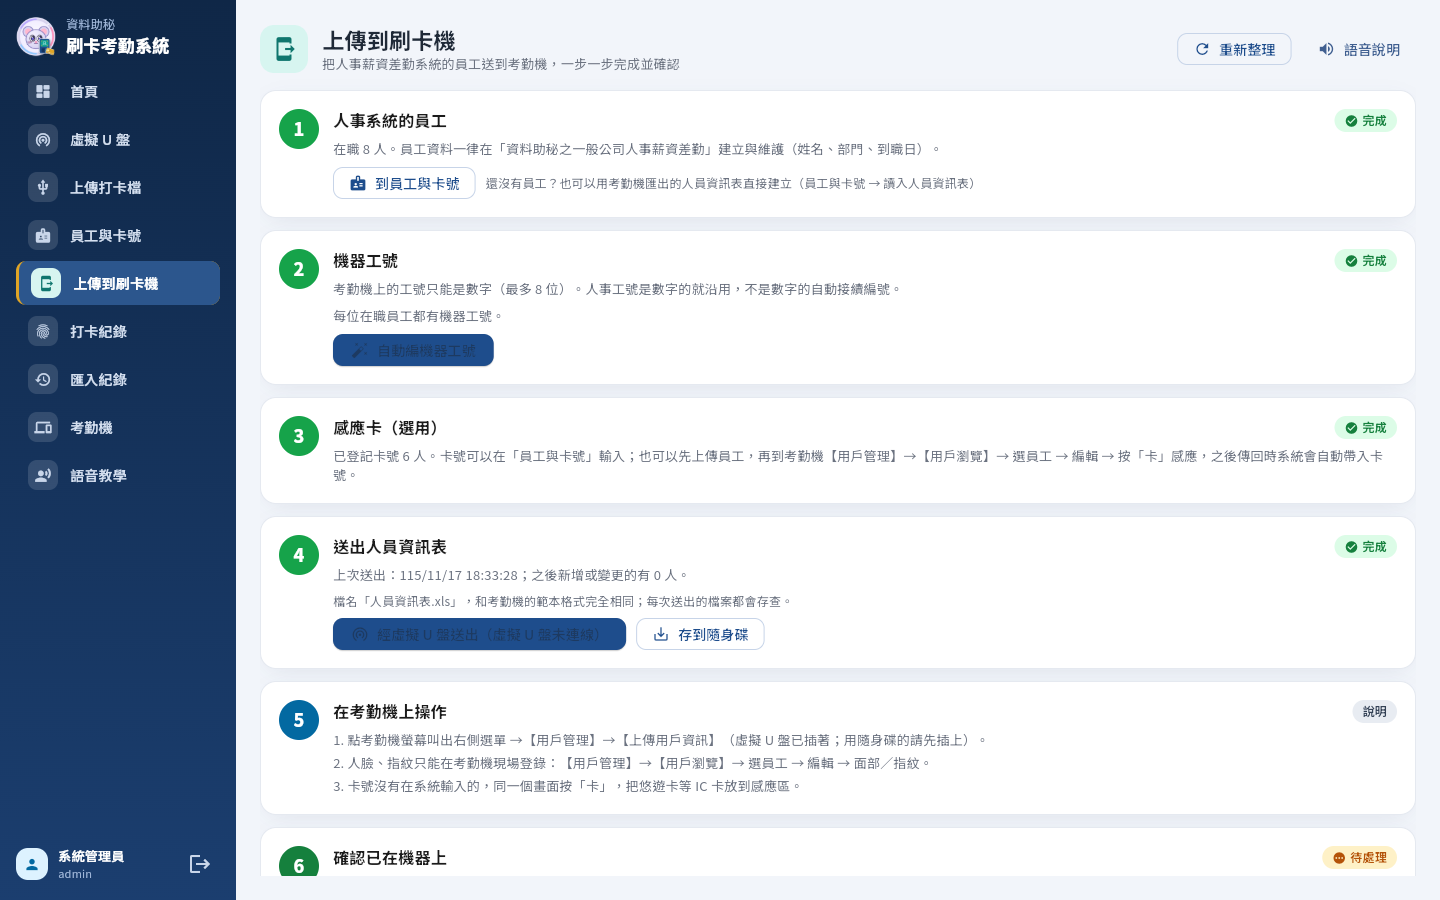 資料助秘
刷卡考勤系統
首頁
虛擬 U 盤
上傳打卡檔
員工與卡號
上傳到刷卡機
打卡紀錄
匯入紀錄
考勤機
語音教學
系統管理員
admin
上傳到刷卡機
把人事薪資差勤系統的員工送到考勤機，一步一步完成並確認
重新整理
語音說明
1
人事系統的員工
完成
在職 8 人。員工資料一律在「資料助秘之一般公司人事薪資差勤」建立與維護（姓名、部門、到職日）。
到員工與卡號
還沒有員工？也可以用考勤機匯出的人員資訊表直接建立（員工與卡號 → 讀入人員資訊表）
2
機器工號
完成
考勤機上的工號只能是數字（最多 8 位）。人事工號是數字的就沿用，不是數字的自動接續編號。
每位在職員工都有機器工號。
自動編機器工號
3
感應卡（選用）
完成
已登記卡號 6 人。卡號可以在「員工與卡號」輸入；也可以先上傳員工，再到考勤機【用戶管理】→【用戶瀏覽】→ 選員工 → 編輯 → 按「卡」感應，之後傳回時系統會自動帶入卡
號。
4
送出人員資訊表
完成
上次送出：115/11/17 18:33:28；之後新增或變更的有 0 人。
檔名「人員資訊表.xls」，和考勤機的範本格式完全相同；每次送出的檔案都會存查。
經虛擬 U 盤送出（虛擬 U 盤未連線）
存到隨身碟
5
在考勤機上操作
說明
1. 點考勤機螢幕叫出右側選單 →【用戶管理】→【上傳用戶資訊】（虛擬 U 盤已插著；用隨身碟的請先插上）。
2. 人臉、指紋只能在考勤機現場登錄：【用戶管理】→【用戶瀏覽】→ 選員工 → 編輯 → 面部／指紋。
3. 卡號沒有在系統輸入的，同一個畫面按「卡」，把悠遊卡等 IC 卡放到感應區。
6
確認已在機器上
待處理